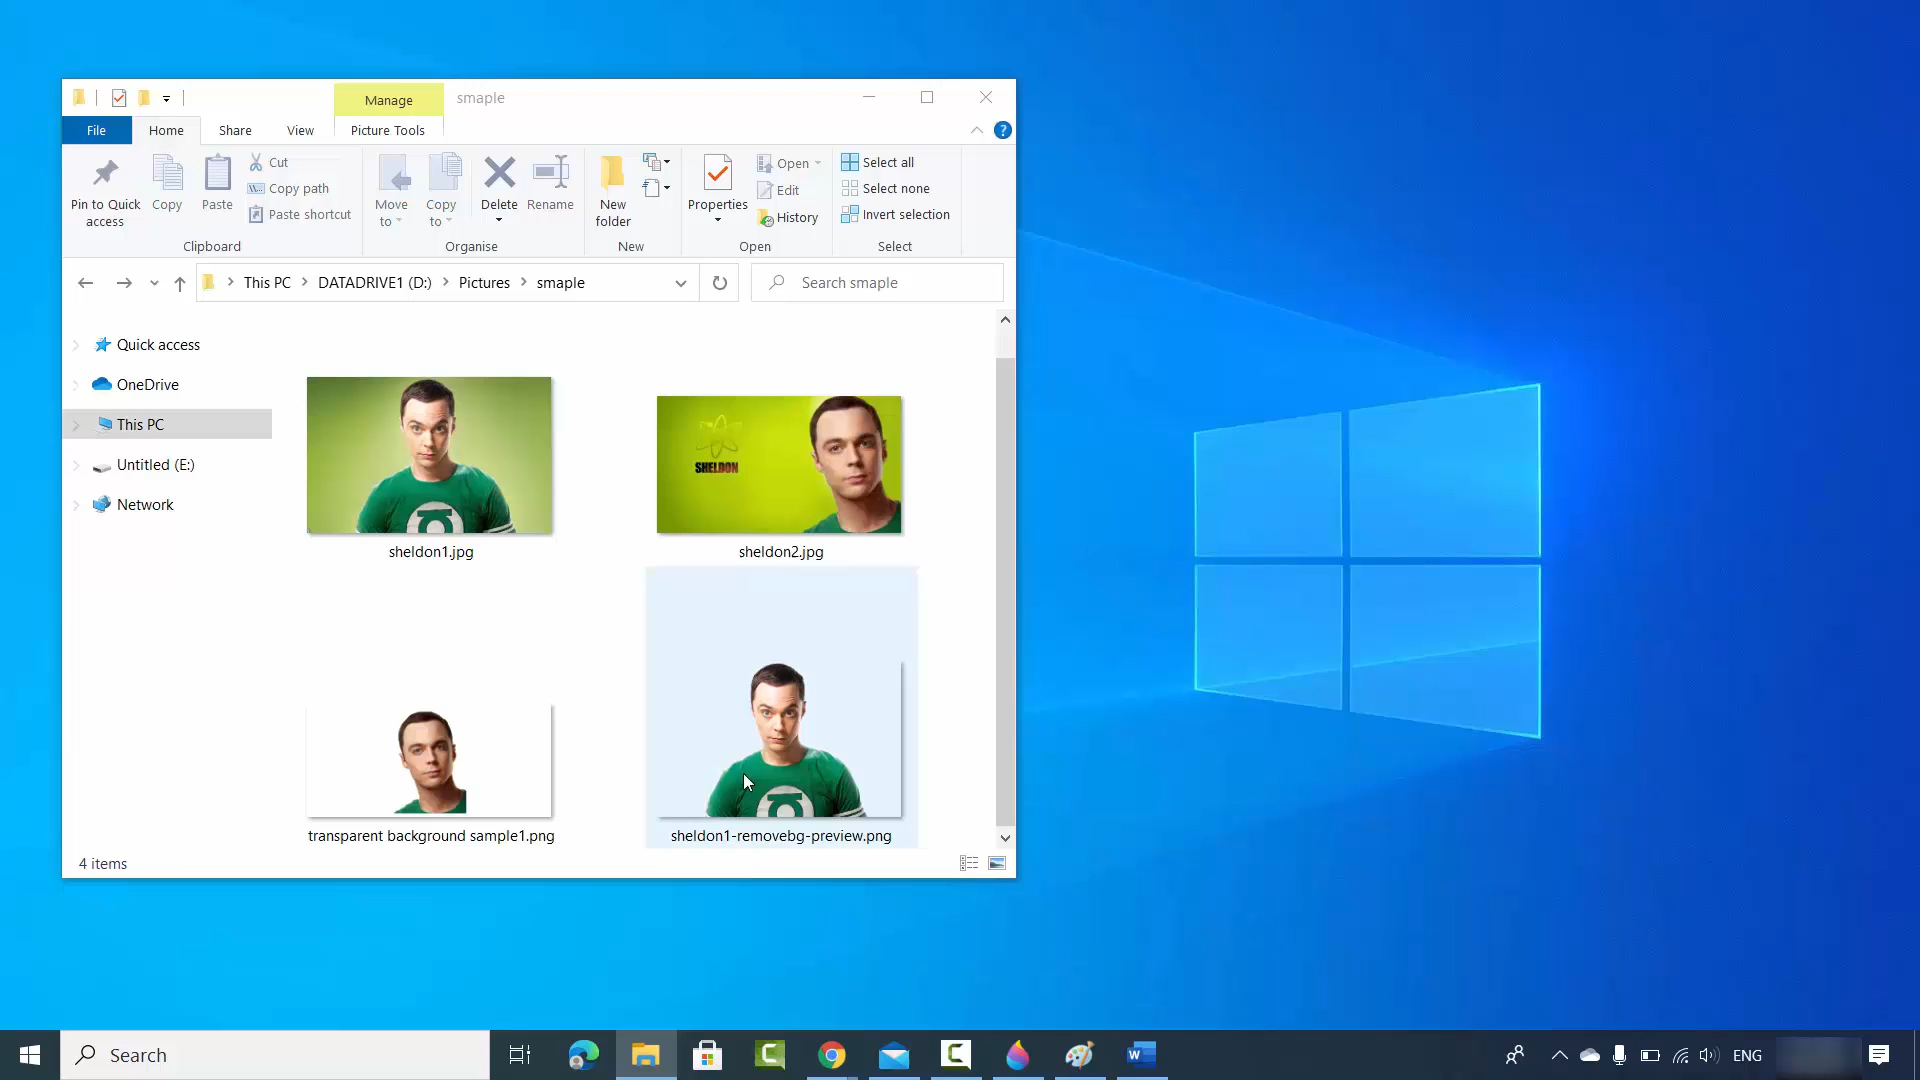 Manage
smaple
File
Home
Share
View
Picture Tools
?
Pin to Quick
access
Copy
Paste
Cut
Copy path
Paste shortcut
Clipboard
Move
to
Copy
to
Delete
Rename
Organise
New
folder
New
Properties
Open
Edit
History
Open
Select all
Select none
Invert selection
Select
This PC
DATADRIVE1 (D:)
Pictures
smaple
Search smaple
Quick access
OneDrive
This PC
Untitled (E:)
Network
SHELDON
sheldon1.jpg
sheldon2.jpg
transparent background sample1.png
sheldon1-removebg-preview.png
4 items
Search
ENG